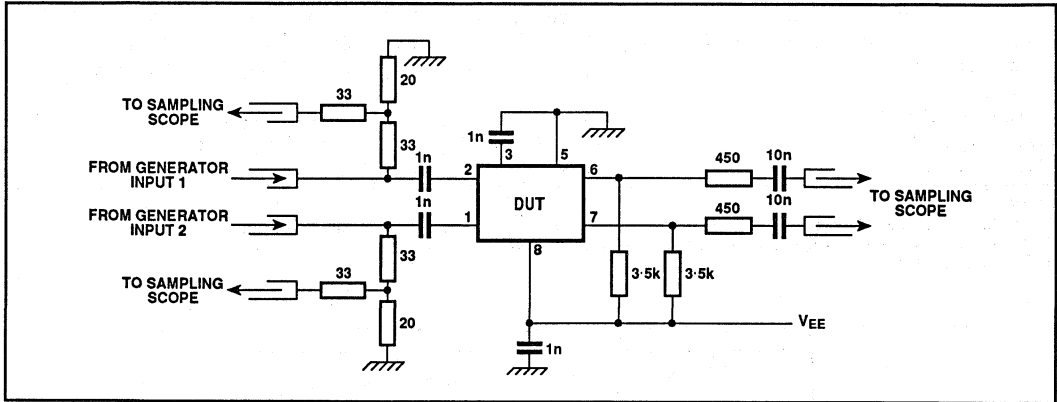 20
33
TO SAMPLING
SCOPE
33
1n
1n
3
5
FROM GENERATOR
INPUT 1
2
6
450
10n
FROM GENERATOR
INPUT 2
1n
1
DUT
7
450
10n
TO SAMPLING
SCOPE
8
33
33
TO SAMPLING
SCOPE
3·5k
3·5k
20
VEE
1n